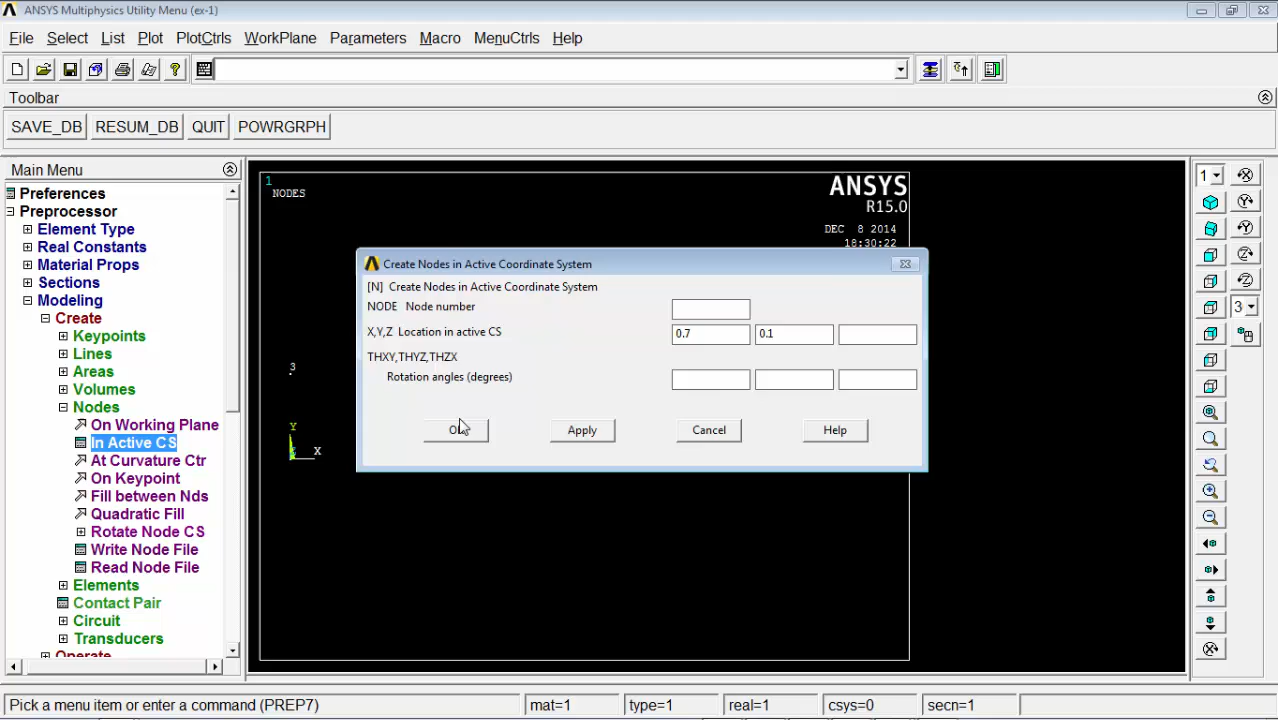 ANSYS Multiphysics Utility Menu (ex-1)
File Select List Plot PlotCtrls WorkPlane Parameters Macro MenuCtrls Help
Toolbar
SAVE_DB RESUM_DB QUIT POWRGRPH
Main Menu
Preferences
Preprocessor
Element Type
Real Constants
Material Props
Sections
Modeling
Create
Keypoints
Lines
Areas
Volumes
Nodes
On Working Plane
In Active CS
At Curvature Ctr
On Keypoint
Fill between Nds
Quadratic Fill
Rotate Node CS
Write Node File
Read Node File
Elements
Contact Pair
Circuit
Transducers
Operate
1
NODES
ANSYS
R15.0
DEC 8 2014
18:30:22
3
Y
X
Create Nodes in Active Coordinate System
[N] Create Nodes in Active Coordinate System
NODE Node number
X,Y,Z Location in active CS 0.7 0.1
THXY,THYZ,THZX
Rotation angles (degrees)
OK Apply Cancel Help
1
3
Pick a menu item or enter a command (PREP7) mat=1 type=1 real=1 csys=0 secn=1